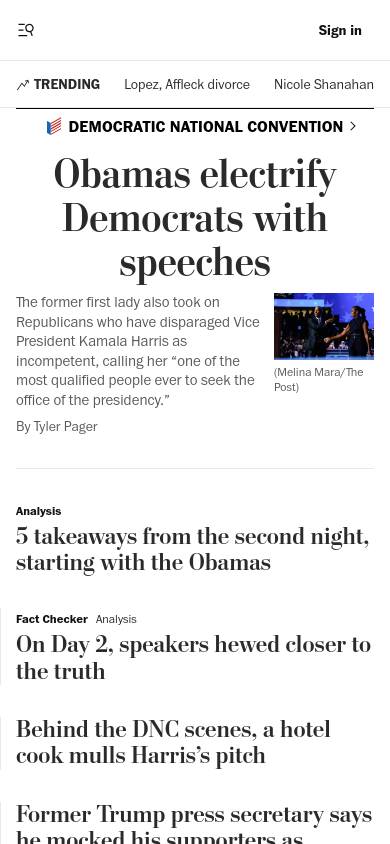 Sign in
TRENDING
Lopez, Affleck divorce
Nicole Shanahan
DEMOCRATIC NATIONAL CONVENTION
Obamas electrify
Democrats with
speeches
The former first lady also took on
Republicans who have disparaged Vice
President Kamala Harris as
incompetent, calling her “one of the
most qualified people ever to seek the
office of the presidency.”
(Melina Mara/The
Post)
By Tyler Pager
Analysis
5 takeaways from the second night,
starting with the Obamas
Fact Checker Analysis
On Day 2, speakers hewed closer to
the truth
Behind the DNC scenes, a hotel
cook mulls Harris’s pitch
Former Trump press secretary says
he mocked his supporters as